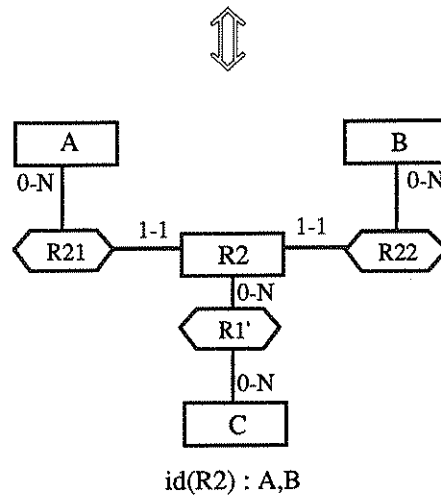 A B
0-N 0-N
R21 1-1 R2 1-1 R22
0-N
R1'
0-N
C
id(R2) : A,B